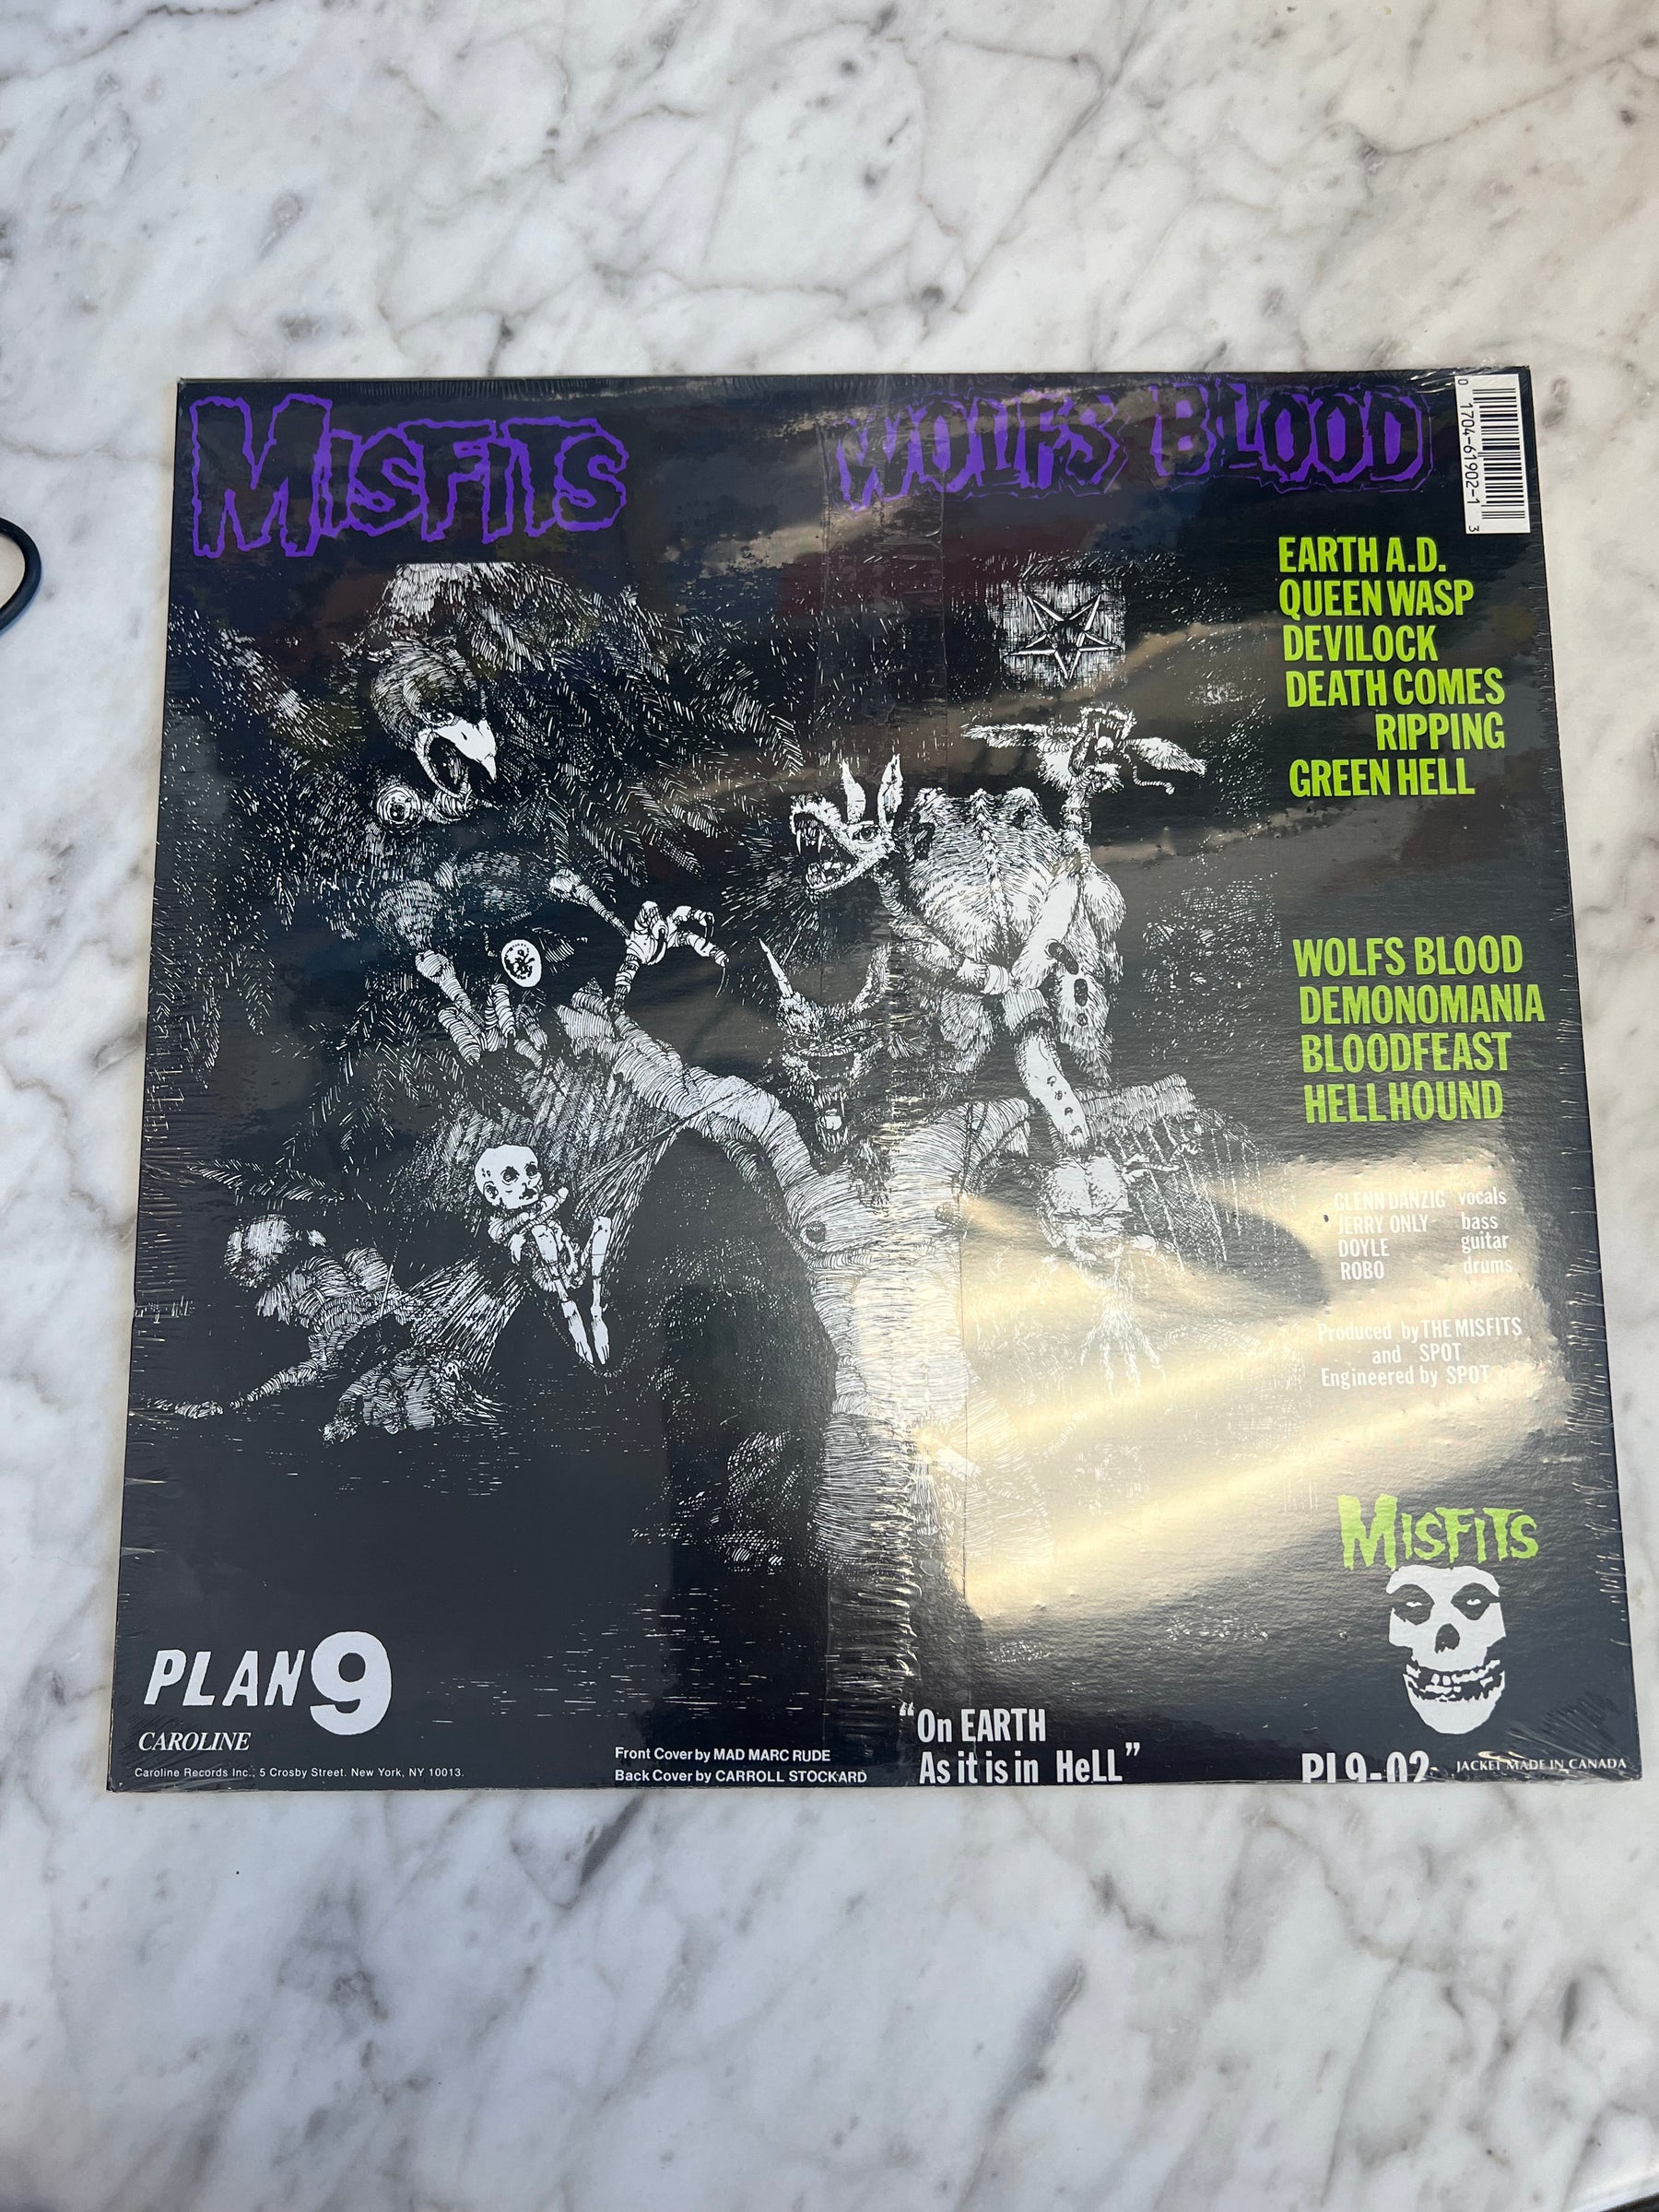 MISFITS
WOLFS BLOOD
0 1704-61902-1 3
EARTH A.D.
QUEEN WASP
DEVILOCK
DEATH COMES
RIPPING
GREEN HELL
WOLFS BLOOD
DEMONOMANIA
BLOODFEAST
HELLHOUND
GLENN DANZIG vocals
JERRY ONLY bass
DOYLE guitar
ROBO drums
Produced by THE MISFITS
and SPOT
Engineered by SPOT
MISFITS
PLAN 9
CAROLINE
Caroline Records Inc., 5 Crosby Street. New York, NY 10013.
Front Cover by MAD MARC RUDE
Back Cover by CARROLL STOCKARD
“On EARTH
As it is in HeLL”
PL9-02
JACKET MADE IN CANADA